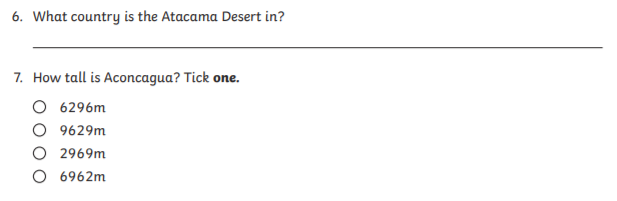 6. What country is the Atacama Desert in?
7. How tall is Aconcagua? Tick one.
6296m
9629m
2969m
6962m